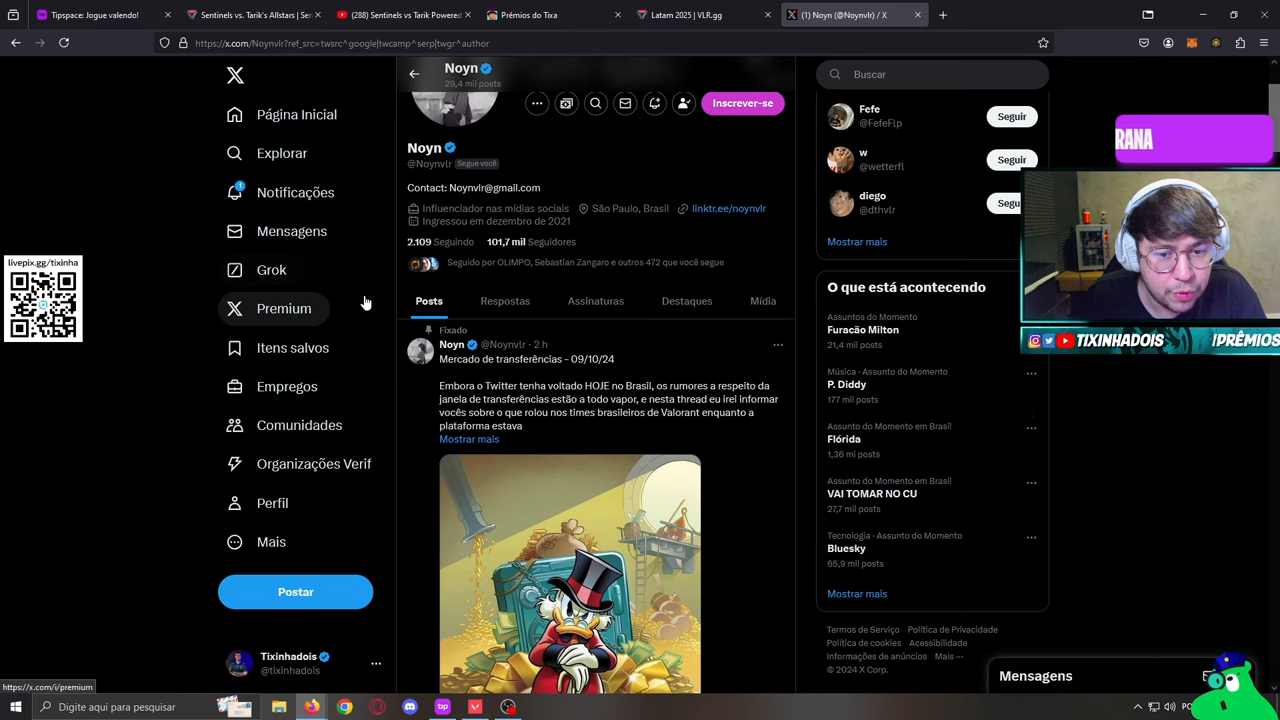 Tipspace: Jogue valendo!
Sentinels vs. Tarik's Allstars | Ser
(288) Sentinels vs Tarik Powered
Prêmios do Tixa
Latam 2025 | VLR.gg
(1) Noyn (@Noynvlr) / X
https://x.com/Noynvlr?ref_src=twsrc^google|twcamp^serp|twgr^author
Noyn
29,4 mil posts
Buscar
Página Inicial
Explorar
1
Notificações
Mensagens
Grok
Premium
Itens salvos
Empregos
Comunidades
Organizações Verif
Perfil
Mais
Postar
Tixinhadois
@tixinhadois
livepix.gg/tixinha
Inscrever-se
Noyn
@Noynvlr Segue você
Contact: Noynvlr@gmail.com
Influenciador nas mídias sociais São Paulo, Brasil linktr.ee/noynvlr
Ingressou em dezembro de 2021
2.109 Seguindo 101,7 mil Seguidores
Seguido por OLIMPO, Sebastian Zangaro e outros 472 que você segue
Posts Respostas Assinaturas Destaques Mídia
Fixado
Noyn @Noynvlr · 2 h
Mercado de transferências - 09/10/24
Embora o Twitter tenha voltado HOJE no Brasil, os rumores a respeito da
janela de transferências estão a todo vapor, e nesta thread eu irei informar
vocês sobre o que rolou nos times brasileiros de Valorant enquanto a
plataforma estava
Mostrar mais
Fefe
@FefeFlp
Seguir
w
@wetterfl
Seguir
diego
@dthvlr
Segu
Mostrar mais
O que está acontecendo
Assuntos do Momento
Furacão Milton
21,4 mil posts
Música · Assunto do Momento
P. Diddy
177 mil posts
Assunto do Momento em Brasil
Flórida
1,36 mi posts
Assunto do Momento em Brasil
VAI TOMAR NO CU
27,7 mil posts
Tecnologia · Assunto do Momento
Bluesky
65,9 mil posts
Mostrar mais
Termos de Serviço Política de Privacidade
Política de cookies Acessibilidade
Informações de anúncios Mais ···
© 2024 X Corp.
Mensagens
RANA
TIXINHADOIS !PRÊMIOS
https://x.com/i/premium
Digite aqui para pesquisar
tp